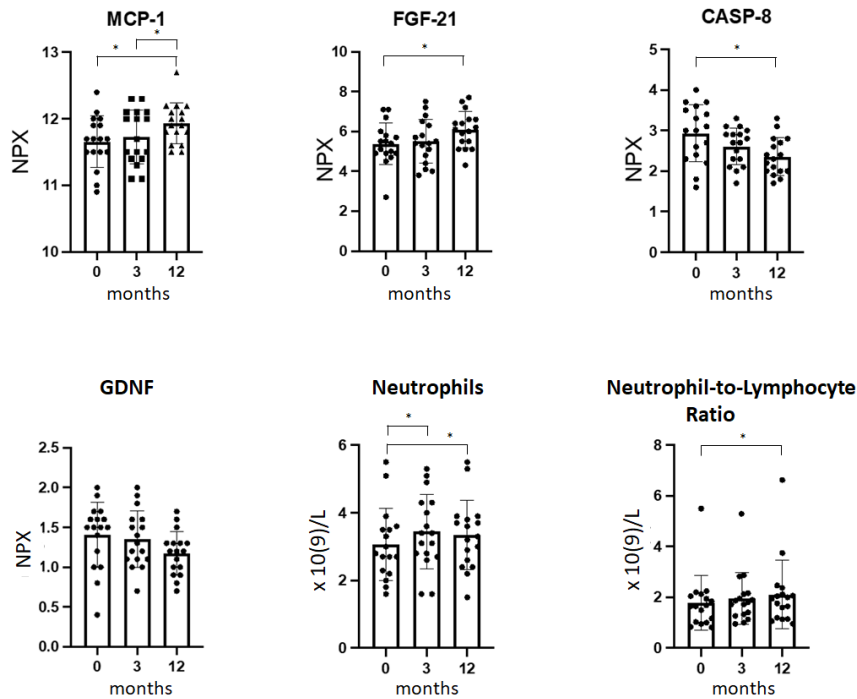 MCP-1
*
*
13
12
11
10
NPX
0 3 12
months
FGF-21
*
10
8
6
4
2
0
NPX
0 3 12
months
CASP-8
*
5
4
3
2
1
0
NPX
0 3 12
months
GDNF
2.5
2.0
1.5
1.0
0.5
0.0
NPX
0 3 12
months
Neutrophils
*
*
6
4
2
0
x 10(9)/L
0 3 12
months
Neutrophil-to-Lymphocyte
Ratio
*
8
6
4
2
0
x 10(9)/L
0 3 12
months